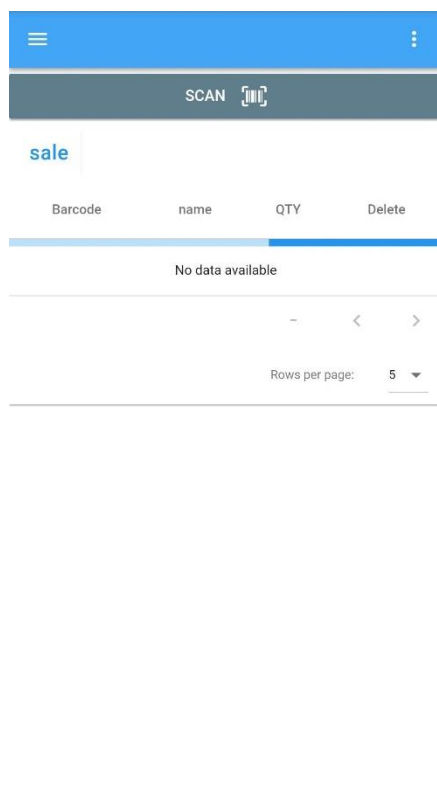 SCAN
sale
Barcode name QTY Delete
No data available
–
Rows per page: 5